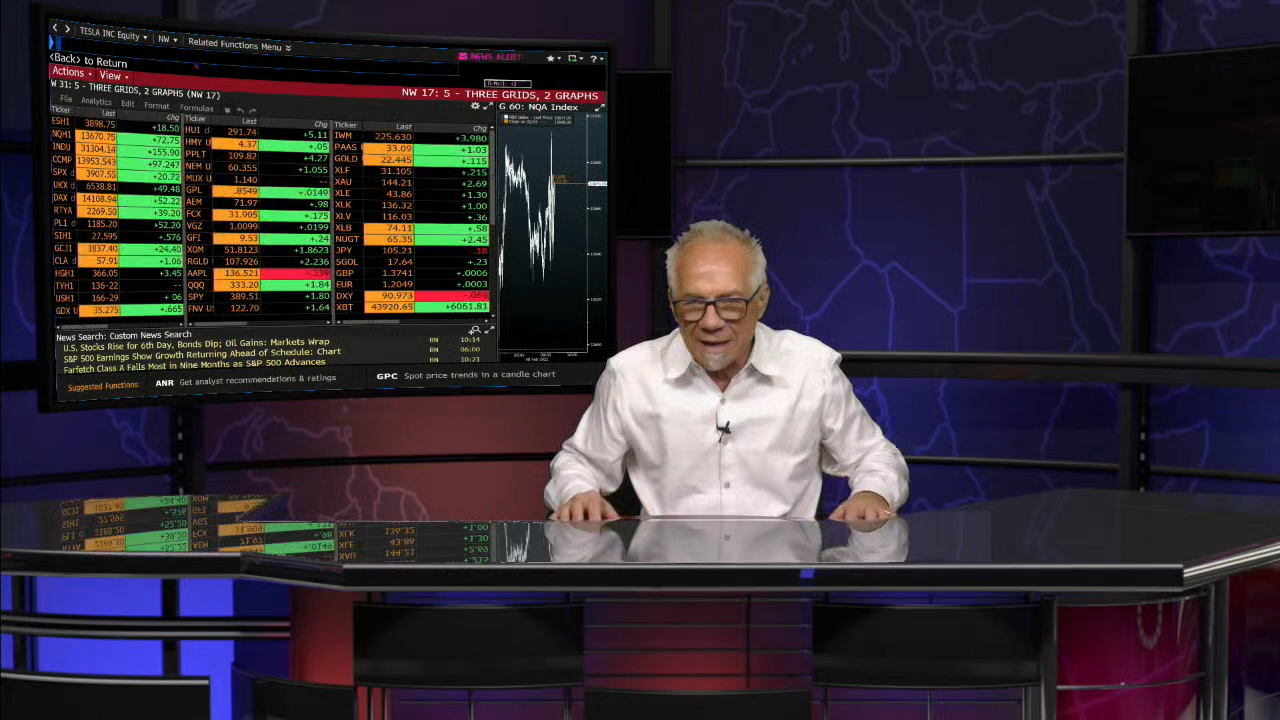 TESLA INC Equity NW Related Functions Menu
NEWS ALERT
<Back> to Return
Actions View
W 31: 5 - THREE GRIDS, 2 GRAPHS (NW 17)
NW 17: 5 - THREE GRIDS, 2 GRAPHS
File Analytics Edit Format Formulas
G 60: NQA Index
Ticker Last Chg
ESH1 3898.75 +18.50
NQH1 13670.75 +72.75
INDU 31304.14 +155.90
CCMP 13953.543 +97.247
SPX d 3907.55 +20.72
UKX d 6538.81 +49.48
DAX d 14108.94 +52.22
RTYA 2269.50 +39.20
PL1 d 1185.20 +52.20
SIH1 27.595 +.576
GCJ1 1837.40 +24.40
CLA d 57.91 +1.06
HGH1 366.05 +3.45
TYH1 136-22 --
USH1 166-29 + 06
GDX U 35.275 +.665
Ticker Last Chg
HUI d 291.74 +5.11
HMY U 4.37 +.05
PPLT 109.82 +4.27
NEM U 60.355 +1.055
MUX U 1.140 --
GPL .8549 +.0149
AEM 71.97 +.98
FCX 31.905 +.175
VGZ 1.0099 +.0199
GFI 9.53 +.24
XOM 51.8123 +1.8623
RGLD 107.926 +2.236
AAPL 136.521
QQQ 333.20 +1.84
SPY 389.51 +1.80
FNV U 122.70 +1.64
Ticker Last Chg
IWM 225.630 +3.980
PAAS 33.09 +1.03
GOLD 22.445 +.115
XLF 31.105 +.215
XAU 144.21 +2.69
XLE 43.86 +1.30
XLK 136.32 +1.00
XLV 116.03 +.36
XLB 74.11 +.58
NUGT 65.35 +2.45
JPY 105.21 -.18
SGOL 17.64 +.23
GBP 1.3741 +.0006
EUR 1.2049 +.0003
DXY 90.973
XBT 43920.65 +6051.81
News Search: Custom News Search
U.S. Stocks Rise for 6th Day, Bonds Dip; Oil Gains: Markets Wrap BN 10:14
S&P 500 Earnings Show Growth Returning Ahead of Schedule: Chart BN 06:00
Farfetch Class A Falls Most in Nine Months as S&P 500 Advances BN 10:21
Suggested Functions ANR Get analyst recommendations & ratings GPC Spot price trends in a candle chart